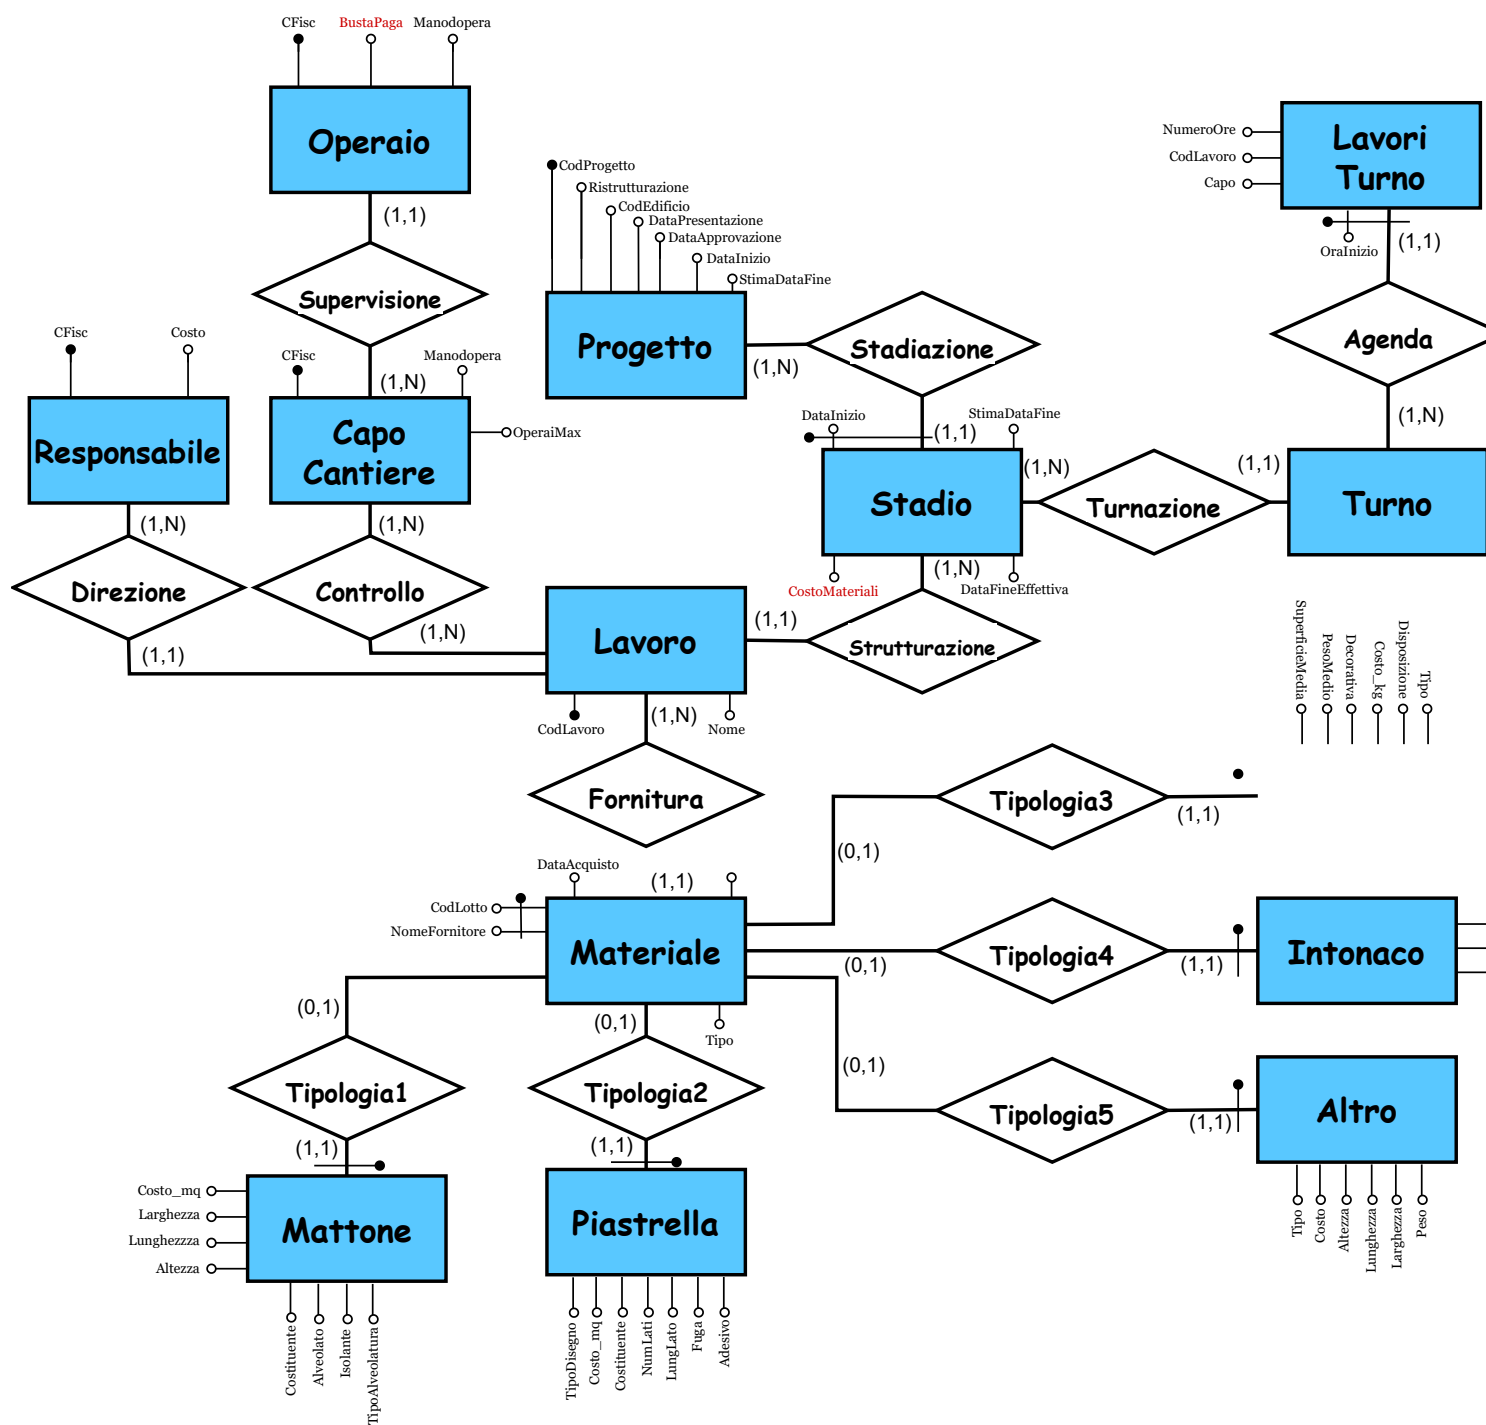 CFisc
BustaPaga
Manodopera
Operaio
(1,1)
Supervisione
(1,N)
CFisc
Costo
Responsabile
(1,N)
Direzione
(1,1)
CFisc
Manodopera
OperaiMax
Capo
Cantiere
(1,N)
Controllo
(1,N)
CodProgetto
Ristrutturazione
CodEdificio
DataPresentazione
DataApprovazione
DataInizio
StimaDataFine
Progetto
(1,N)
Stadiazione
(1,1)
DataInizio
StimaDataFine
Stadio
CostoMateriali
DataFineEffettiva
(1,N)
Turnazione
(1,1)
Turno
(1,N)
Agenda
(1,1)
NumeroOre
CodLavoro
Capo
OraInizio
Lavori
Turno
(1,N)
Strutturazione
(1,1)
Lavoro
CodLavoro
Nome
(1,N)
Fornitura
(1,1)
DataAcquisto
CodLotto
NomeFornitore
Materiale
Tipo
(0,1)
Tipologia3
(1,1)
SuperficieMedia
PesoMedio
Decorativa
Costo_kg
Disposizione
Tipo
(0,1)
Tipologia4
(1,1)
Intonaco
(0,1)
Tipologia5
(1,1)
Altro
Tipo
Costo
Altezza
Lunghezza
Larghezza
Peso
(0,1)
Tipologia1
(1,1)
Mattone
Costo_mq
Larghezza
Lunghezzza
Altezza
Costituente
Alveolato
Isolante
TipoAlveolatura
(0,1)
Tipologia2
(1,1)
Piastrella
TipoDisegno
Costo_mq
Costituente
NumLati
LungLato
Fuga
Adesivo